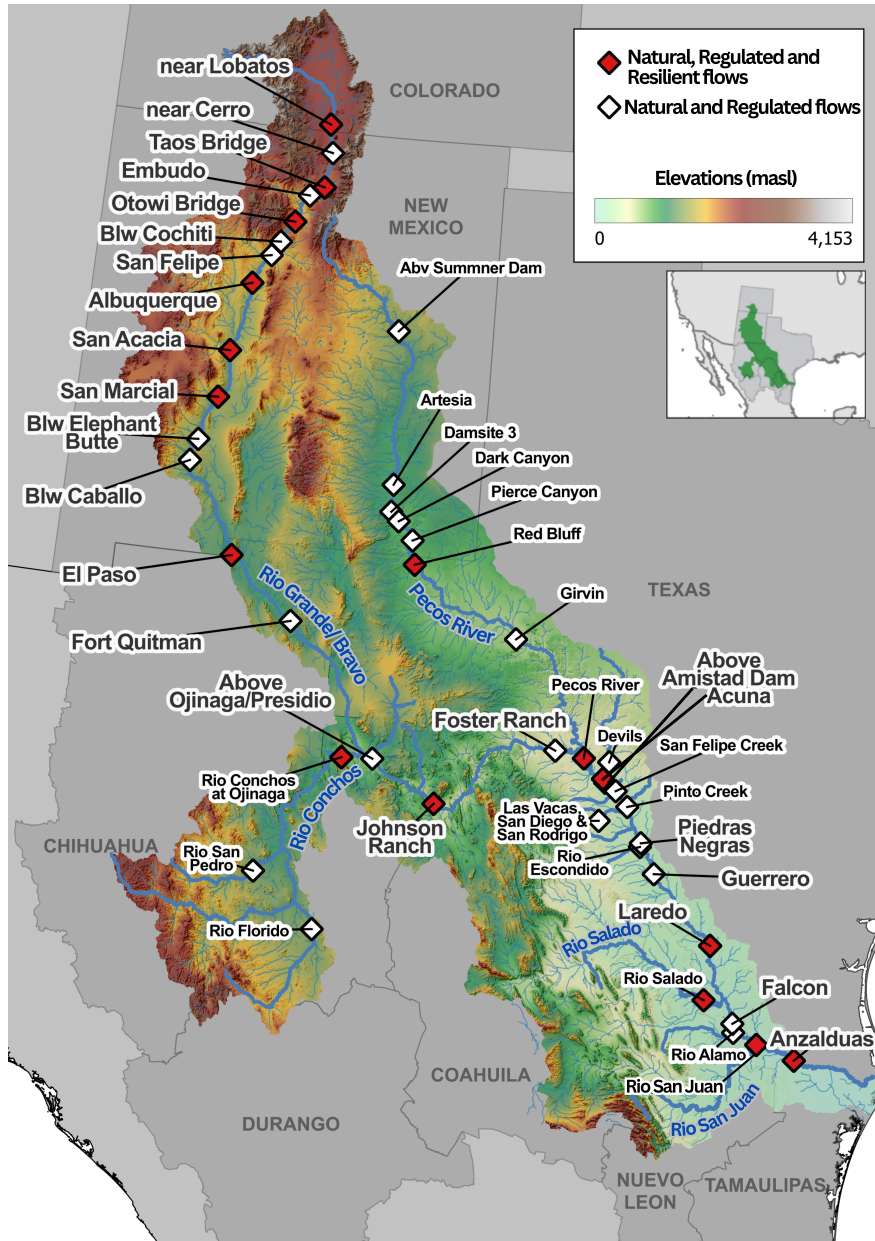 near Lobatos
near Cerro
Taos Bridge
Embudo
Otowi Bridge
Blw Cochiti
San Felipe
Albuquerque
San Acacia
San Marcial
Blw Elephant
Butte
Blw Caballo
El Paso
Fort Quitman
Above
Ojinaga/Presidio
Rio Conchos
at Ojinaga
Rio San
Pedro
Rio Florido
COLORADO
NEW
MEXICO
TEXAS
CHIHUAHUA
DURANGO
COAHUILA
NUEVO
LEON
TAMAULIPAS
Natural, Regulated and
Resilient flows
Natural and Regulated flows
Elevations (masl)
0
4,153
Abv Summner Dam
Artesia
Damsite 3
Dark Canyon
Pierce Canyon
Red Bluff
Girvin
Rio Grande/ Bravo
Pecos River
Rio Conchos
Above
Amistad Dam
Acuna
Pecos River
Foster Ranch
Devils
San Felipe Creek
Pinto Creek
Las Vacas,
San Diego &
San Rodrigo
Johnson
Ranch
Piedras
Negras
Rio
Escondido
Guerrero
Laredo
Rio Salado
Rio Salado
Falcon
Rio Alamo
Anzalduas
Rio San Juan
Rio San Juan